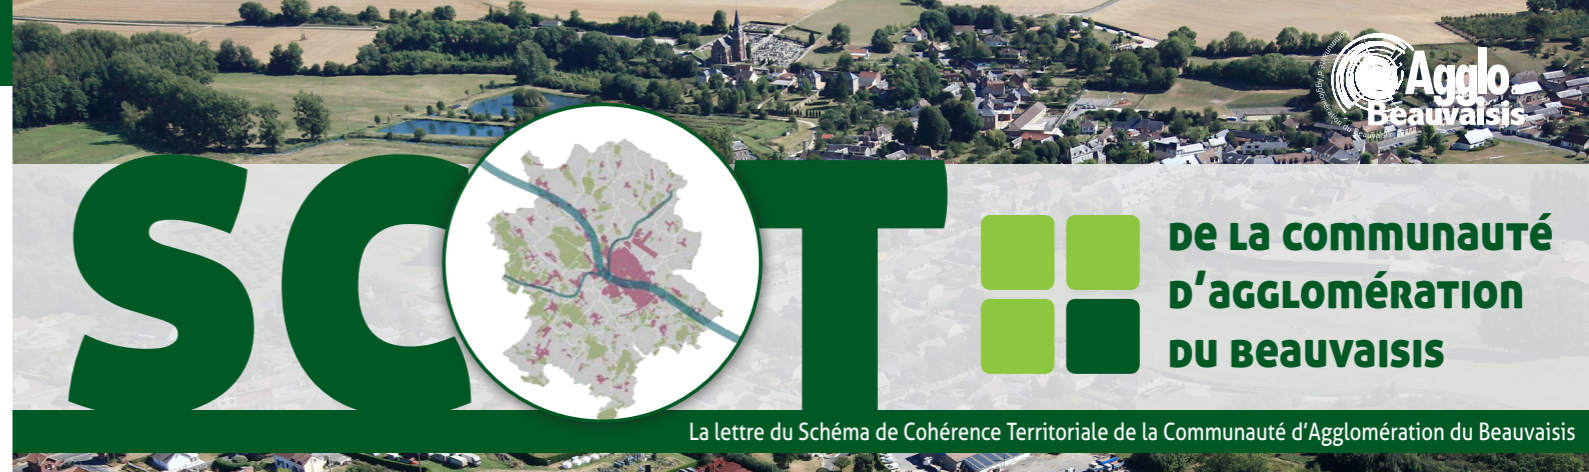 Agglo
Beauvaisis
SCOT
De La communauté
d'agglomération
du Beauvaisis
La lettre du Schéma de Cohérence Territoriale de la Communauté d'Agglomération du Beauvaisis